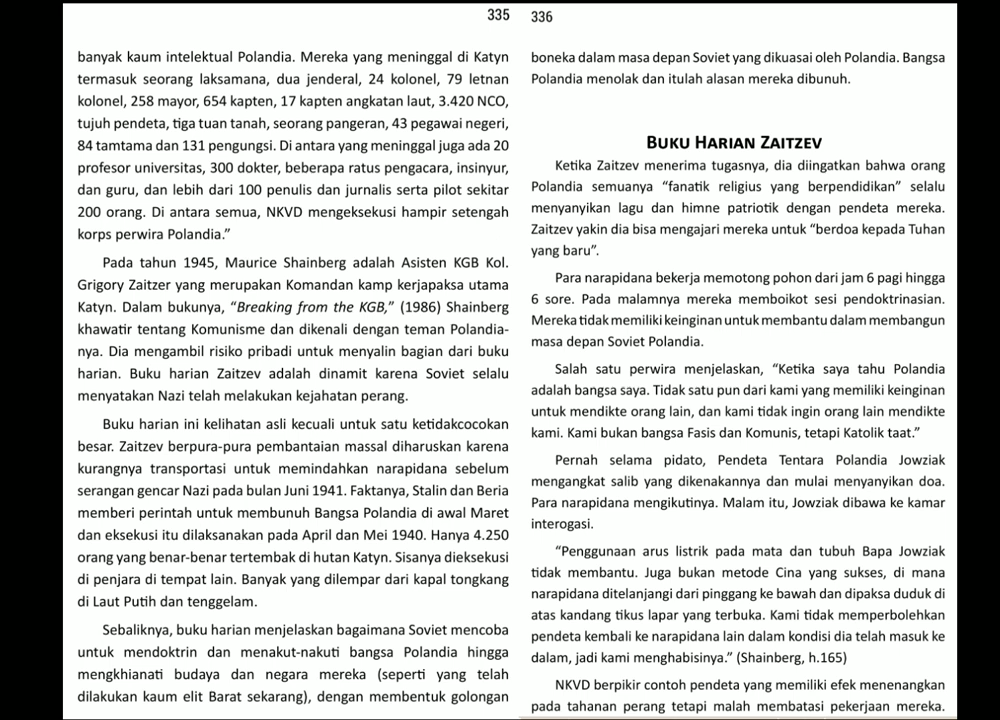 335
banyak kaum intelektual Polandia. Mereka yang meninggal di Katyn
termasuk seorang laksamana, dua jenderal, 24 kolonel, 79 letnan
kolonel, 258 mayor, 654 kapten, 17 kapten angkatan laut, 3.420 NCO,
tujuh pendeta, tiga tuan tanah, seorang pangeran, 43 pegawai negeri,
84 tamtama dan 131 pengungsi. Di antara yang meninggal juga ada 20
profesor universitas, 300 dokter, beberapa ratus pengacara, insinyur,
dan guru, dan lebih dari 100 penulis dan jurnalis serta pilot sekitar
200 orang. Di antara semua, NKVD mengeksekusi hampir setengah
korps perwira Polandia.”
Pada tahun 1945, Maurice Shainberg adalah Asisten KGB Kol.
Grigory Zaitzer yang merupakan Komandan kamp kerjapaksa utama
Katyn. Dalam bukunya, “Breaking from the KGB,” (1986) Shainberg
khawatir tentang Komunisme dan dikenali dengan teman Polandia-
nya. Dia mengambil risiko pribadi untuk menyalin bagian dari buku
harian. Buku harian Zaitzev adalah dinamit karena Soviet selalu
menyatakan Nazi telah melakukan kejahatan perang.
Buku harian ini kelihatan asli kecuali untuk satu ketidakcocokan
besar. Zaitzev berpura-pura pembantaian massal diharuskan karena
kurangnya transportasi untuk memindahkan narapidana sebelum
serangan gencar Nazi pada bulan Juni 1941. Faktanya, Stalin dan Beria
memberi perintah untuk membunuh Bangsa Polandia di awal Maret
dan eksekusi itu dilaksanakan pada April dan Mei 1940. Hanya 4.250
orang yang benar-benar tertembak di hutan Katyn. Sisanya dieksekusi
di penjara di tempat lain. Banyak yang dilempar dari kapal tongkang
di Laut Putih dan tenggelam.
Sebaliknya, buku harian menjelaskan bagaimana Soviet mencoba
untuk mendoktrin dan menakut-nakuti bangsa Polandia hingga
mengkhianati budaya dan negara mereka (seperti yang telah
dilakukan kaum elit Barat sekarang), dengan membentuk golongan
336
boneka dalam masa depan Soviet yang dikuasai oleh Polandia. Bangsa
Polandia menolak dan itulah alasan mereka dibunuh.
BUKU HARIAN ZAITZEV
Ketika Zaitzev menerima tugasnya, dia diingatkan bahwa orang
Polandia semuanya “fanatik religius yang berpendidikan” selalu
menyanyikan lagu dan himne patriotik dengan pendeta mereka.
Zaitzev yakin dia bisa mengajari mereka untuk “berdoa kepada Tuhan
yang baru”.
Para narapidana bekerja memotong pohon dari jam 6 pagi hingga
6 sore. Pada malamnya mereka memboikot sesi pendoktrinasian.
Mereka tidak memiliki keinginan untuk membantu dalam membangun
masa depan Soviet Polandia.
Salah satu perwira menjelaskan, “Ketika saya tahu Polandia
adalah bangsa saya. Tidak satu pun dari kami yang memiliki keinginan
untuk mendikte orang lain, dan kami tidak ingin orang lain mendikte
kami. Kami bukan bangsa Fasis dan Komunis, tetapi Katolik taat.”
Pernah selama pidato, Pendeta Tentara Polandia Jowziak
mengangkat salib yang dikenakannya dan mulai menyanyikan doa.
Para narapidana mengikutinya. Malam itu, Jowziak dibawa ke kamar
interogasi.
“Penggunaan arus listrik pada mata dan tubuh Bapa Jowziak
tidak membantu. Juga bukan metode Cina yang sukses, di mana
narapidana ditelanjangi dari pinggang ke bawah dan dipaksa duduk di
atas kandang tikus lapar yang terbuka. Kami tidak memperbolehkan
pendeta kembali ke narapidana lain dalam kondisi dia telah masuk ke
dalam, jadi kami menghabisinya.” (Shainberg, h.165)
NKVD berpikir contoh pendeta yang memiliki efek menenangkan
pada tahanan perang tetapi malah membatasi pekerjaan mereka.